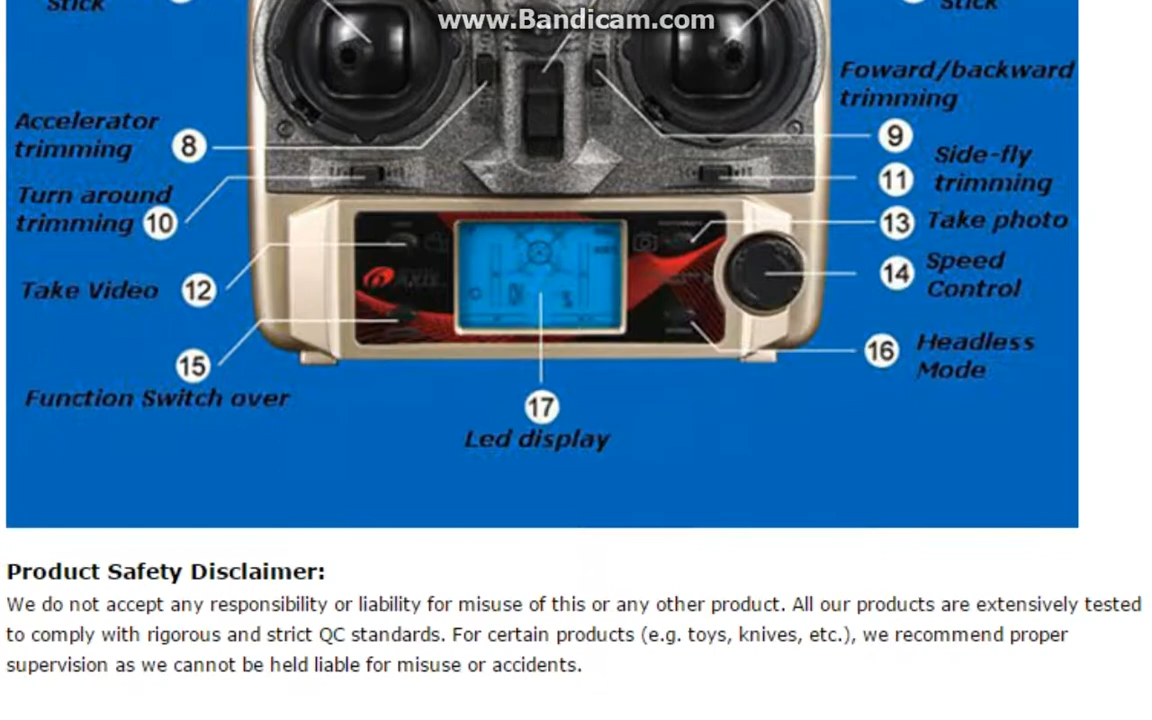 Stick
www.Bandicam.com
Stick
Foward/backward
trimming
Accelerator
trimming
8
9
Side-fly
trimming
11
Turn around
trimming 10
13 Take photo
14
Speed
Control
Take Video 12
15
16
Headless
Mode
Function Switch over
17
Led display
Product Safety Disclaimer:
We do not accept any responsibility or liability for misuse of this or any other product. All our products are extensively tested
to comply with rigorous and strict QC standards. For certain products (e.g. toys, knives, etc.), we recommend proper
supervision as we cannot be held liable for misuse or accidents.